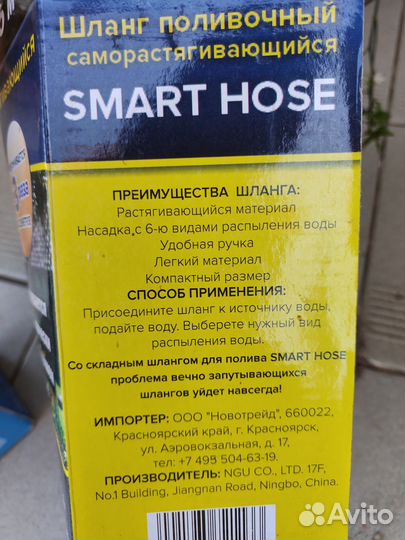 Шланг поливочный
саморастягивающийся
SMART HOSE
ПРЕИМУЩЕСТВА ШЛАНГА:
Растягивающийся материал
Насадка,с 6-ю видами распыления воды
Удобная ручка
Легкий материал
Компактный размер
СПОСОБ ПРИМЕНЕНИЯ:
Присоедините шланг к источнику воды,
подайте воду. Выберете нужный вид
распыления воды.
Со складным шлангом для полива SMART HOSE
проблема вечно запутывающихся
шлангов уйдет навсегда!
ИМПОРТЕР: ООО "Новотрейд", 660022,
Красноярский край, г. Красноярск,
ул. Аэровокзальная, д. 17,
тел: +7 495 504-63-19.
ПРОИЗВОДИТЕЛЬ: NGU CO., LTD. 17F,
No.1 Building, Jiangnan Road, Ningbo, China.
Avito